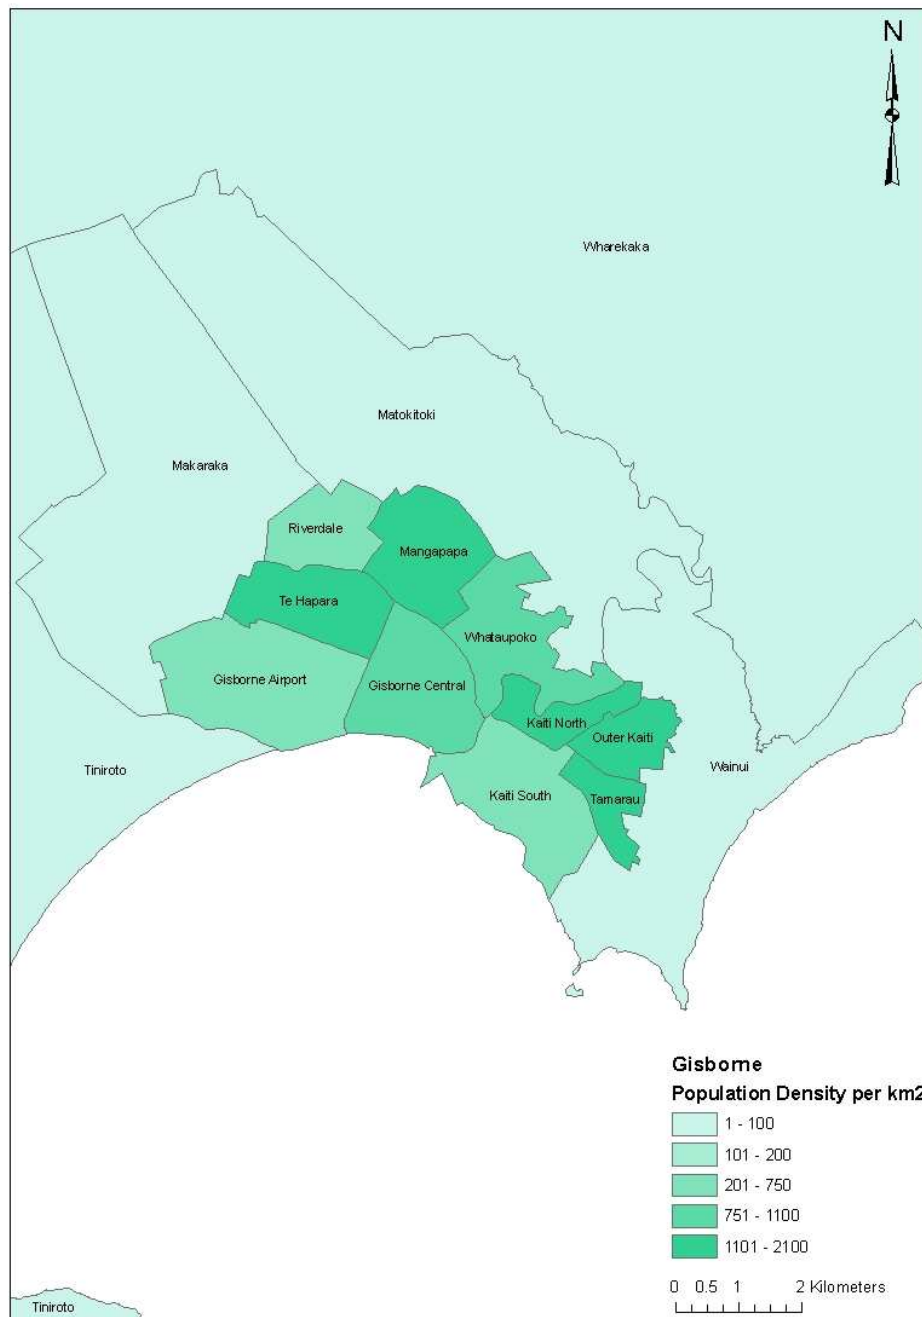 N
Wharekaka
Matokitoki
Makaraka
Riverdale
Mangapapa
Te Hapara
Whataupoko
Gisborne Airport
Gisborne Central
Kaiti North
Outer Kaiti
Tiniroto
Wainui
Kaiti South
Tamarau
Gisborne
Population Density per km2
1 - 100
101 - 200
201 - 750
751 - 1100
1101 - 2100
0 0.5 1 2 Kilometers
Tiniroto